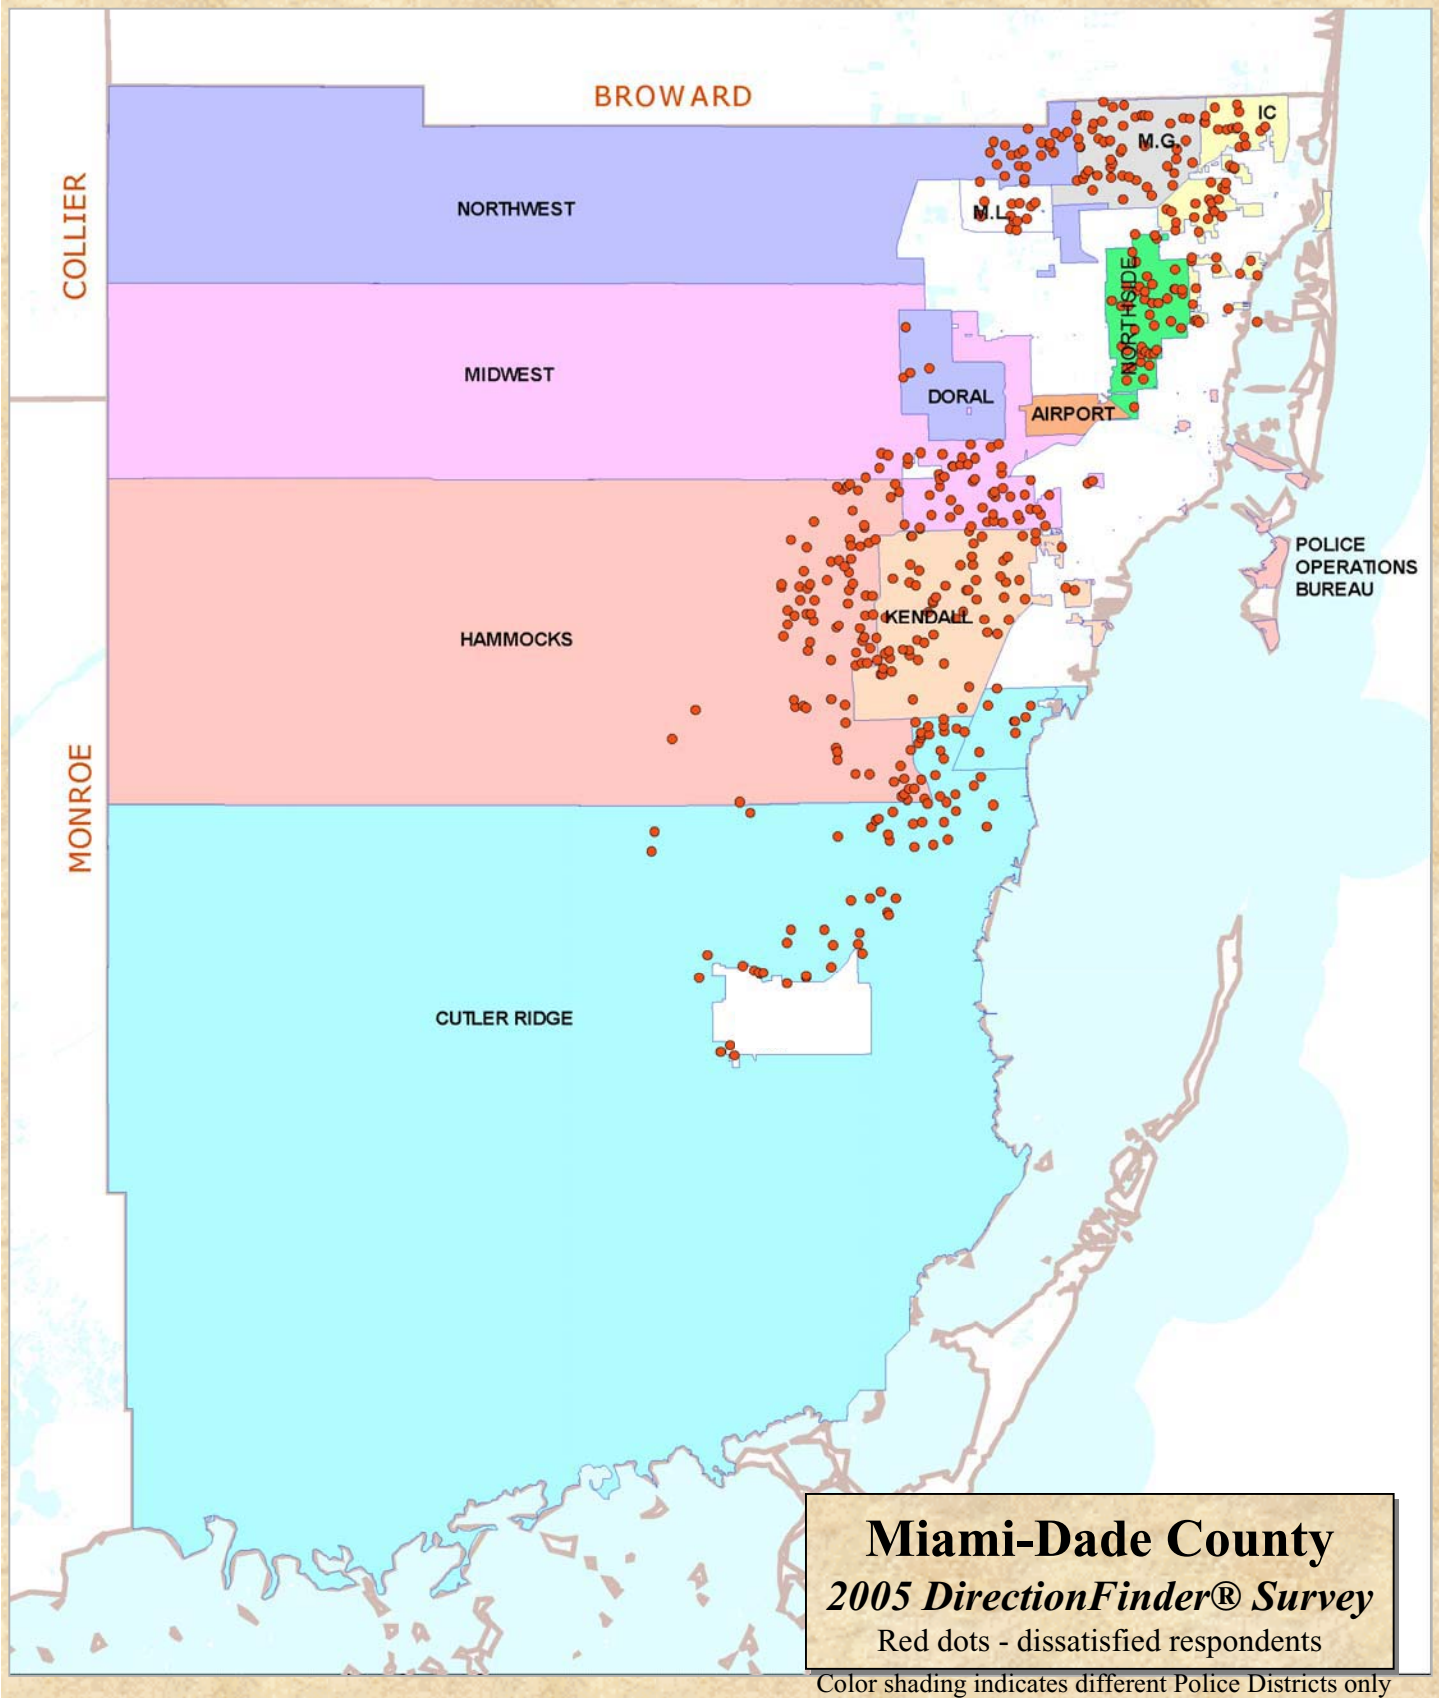 BROWARD
IC
M.G.
COLLIER
NORTHWEST
M.L.
NORTHSIDE
MIDWEST
DORAL
AIRPORT
POLICE
OPERATIONS
BUREAU
KENDALL
HAMMOCKS
MONROE
CUTLER RIDGE
Miami-Dade County
2005 DirectionFinder® Survey
Red dots - dissatisfied respondents
Color shading indicates different Police Districts only